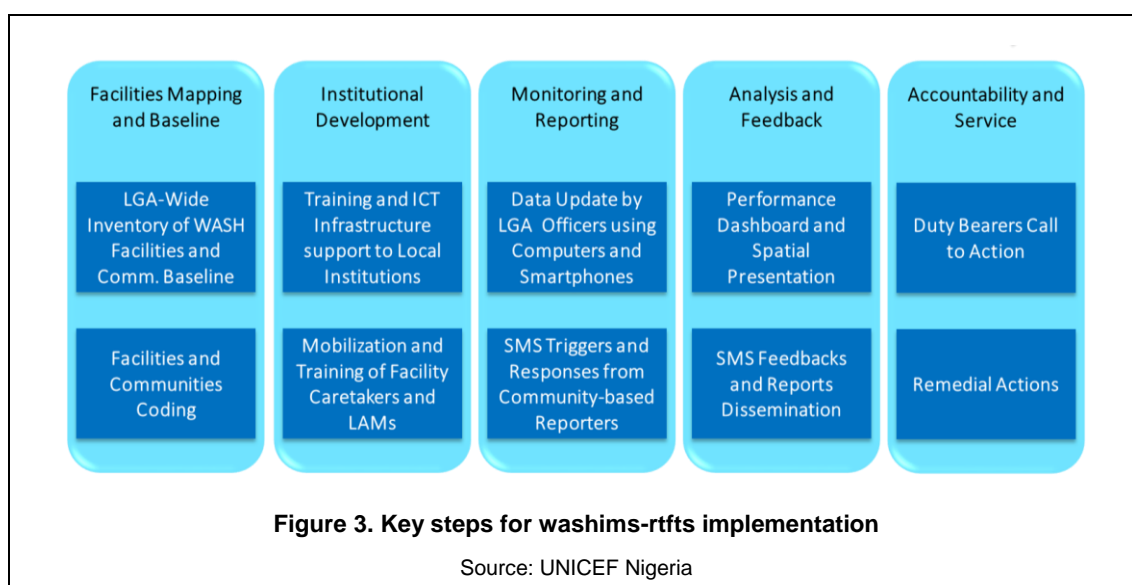 Facilities Mapping
and Baseline
LGA-Wide
Inventory of WASH
Facilities and
Comm. Baseline
Facilities and
Communities
Coding
Institutional
Development
Training and ICT
Infrastructure
support to Local
Institutions
Mobilization and
Training of Facility
Caretakers and
LAMs
Monitoring and
Reporting
Data Update by
LGA Officers using
Computers and
Smartphones
SMS Triggers and
Responses from
Community-based
Reporters
Analysis and
Feedback
Performance
Dashboard and
Spatial
Presentation
SMS Feedbacks
and Reports
Dissemination
Accountability and
Service
Duty Bearers Call
to Action
Remedial Actions
Figure 3. Key steps for washims-rtfts implementation
Source: UNICEF Nigeria